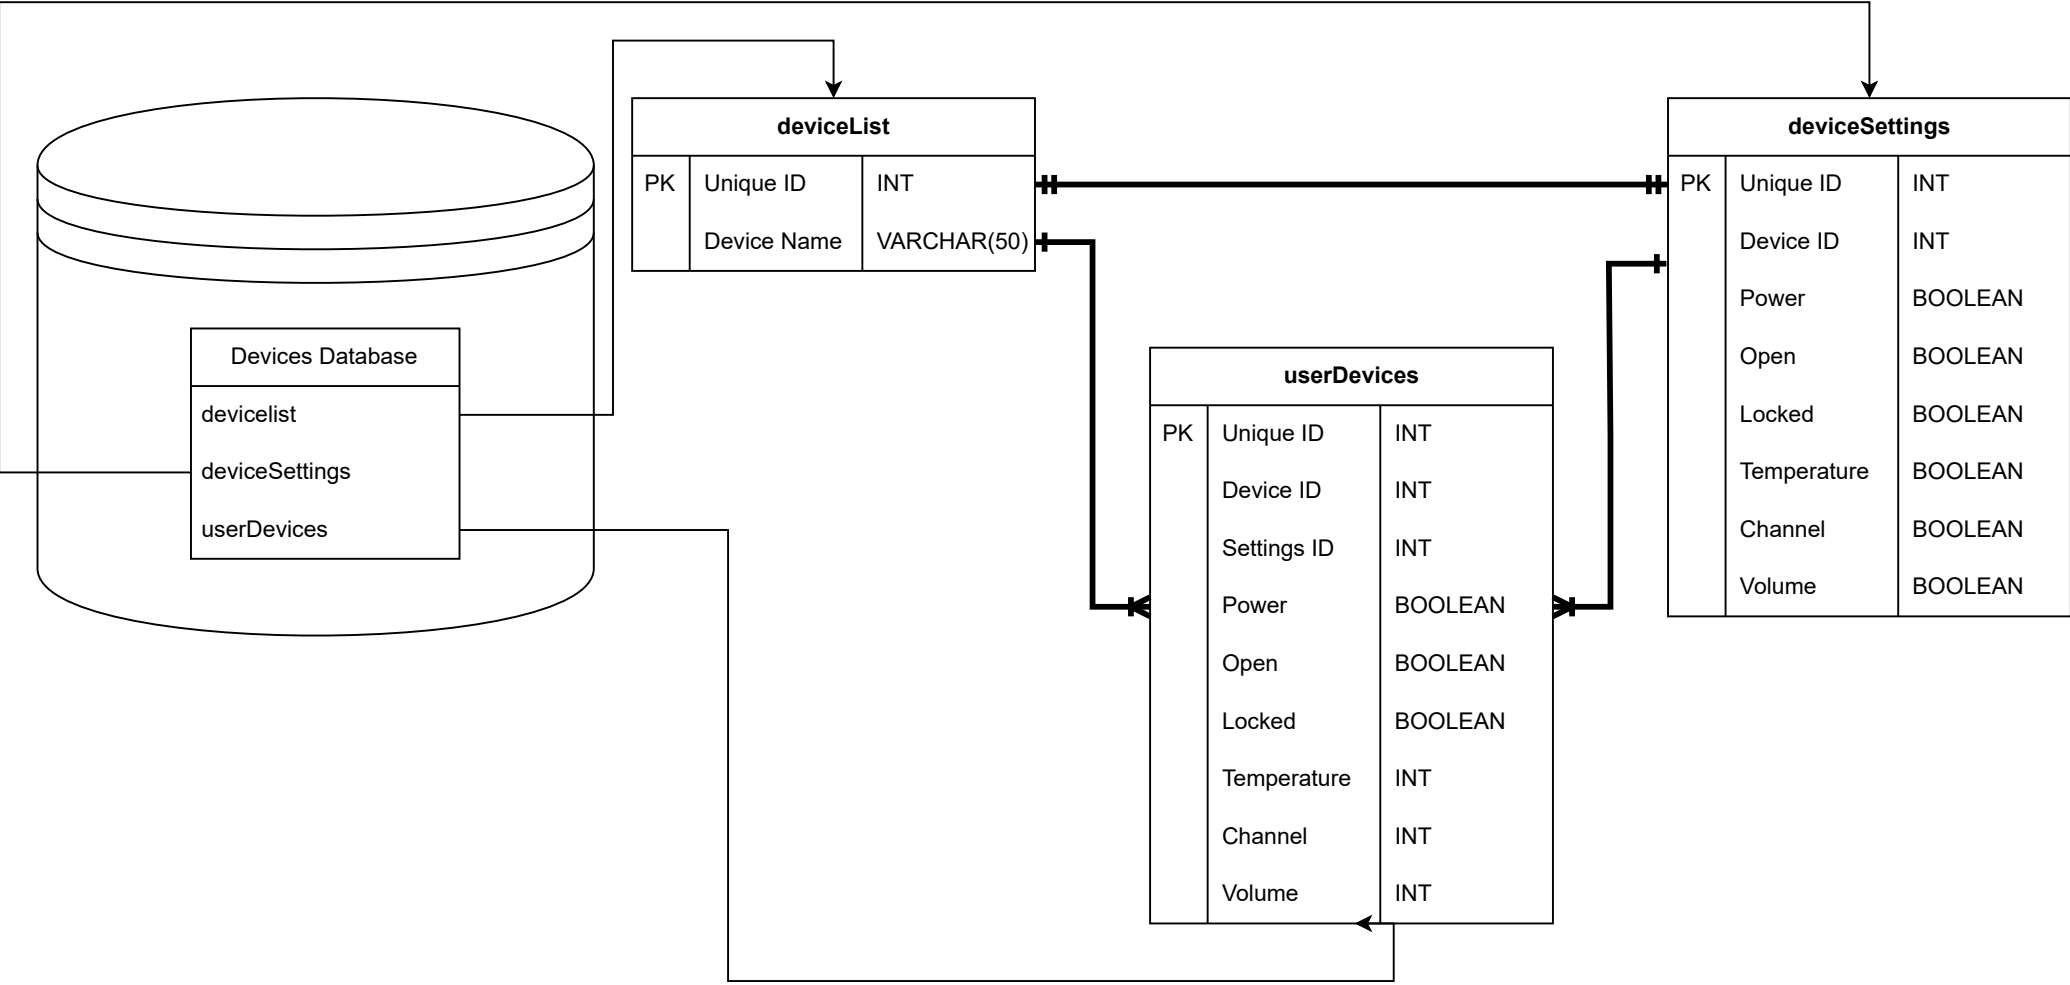 Devices Database
devicelist
deviceSettings
userDevices
deviceList
PK Unique ID INT
Device Name VARCHAR(50)
userDevices
PK Unique ID INT
Device ID INT
Settings ID INT
Power BOOLEAN
Open BOOLEAN
Locked BOOLEAN
Temperature INT
Channel INT
Volume INT
deviceSettings
PK Unique ID INT
Device ID INT
Power BOOLEAN
Open BOOLEAN
Locked BOOLEAN
Temperature BOOLEAN
Channel BOOLEAN
Volume BOOLEAN